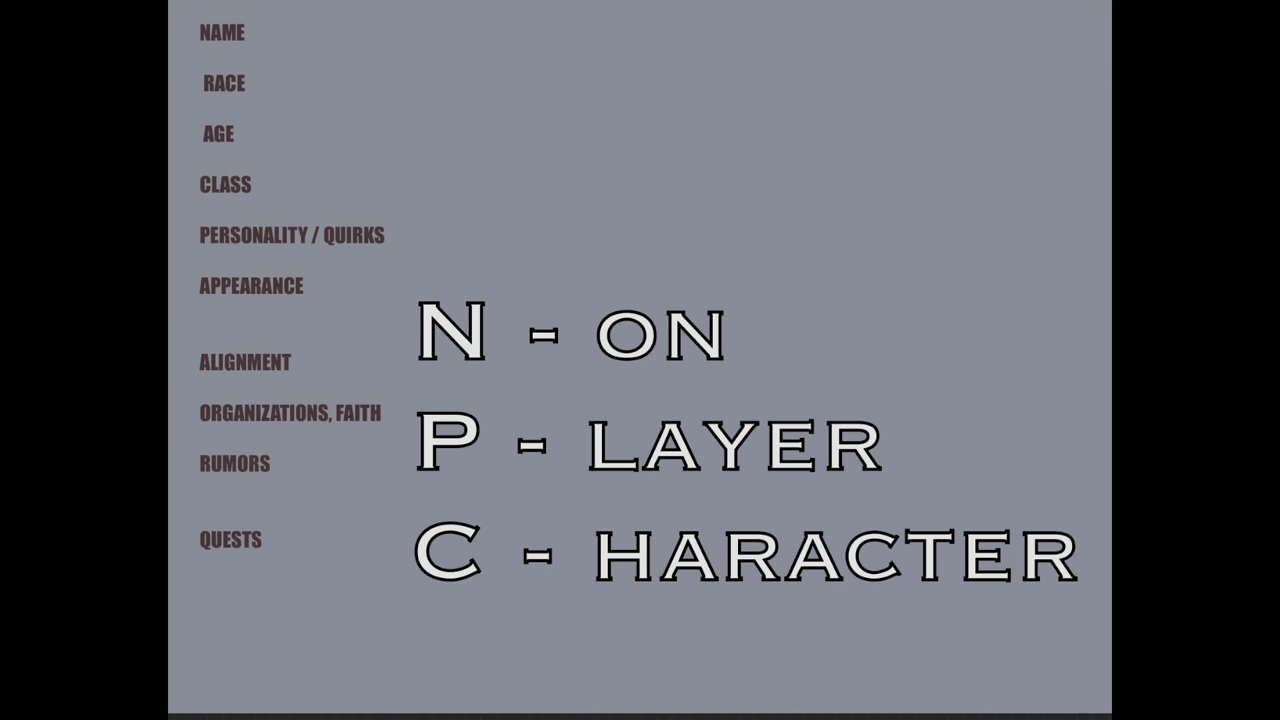 NAME
RACE
AGE
CLASS
PERSONALITY / QUIRKS
APPEARANCE
ALIGNMENT
ORGANIZATIONS, FAITH
RUMORS
QUESTS
N - ON
P - LAYER
C - HARACTER